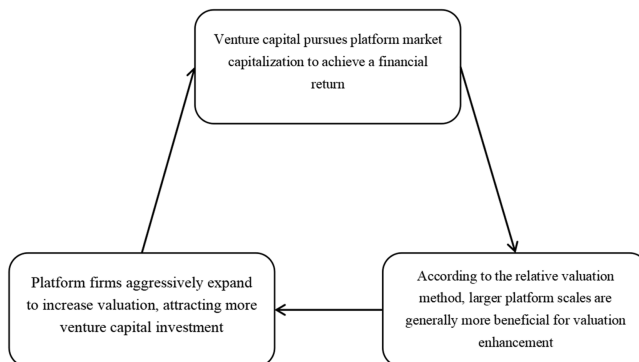 Venture capital pursues platform market
capitalization to achieve a financial
return
Platform firms aggressively expand
to increase valuation, attracting more
venture capital investment
According to the relative valuation
method, larger platform scales are
generally more beneficial for valuation
enhancement